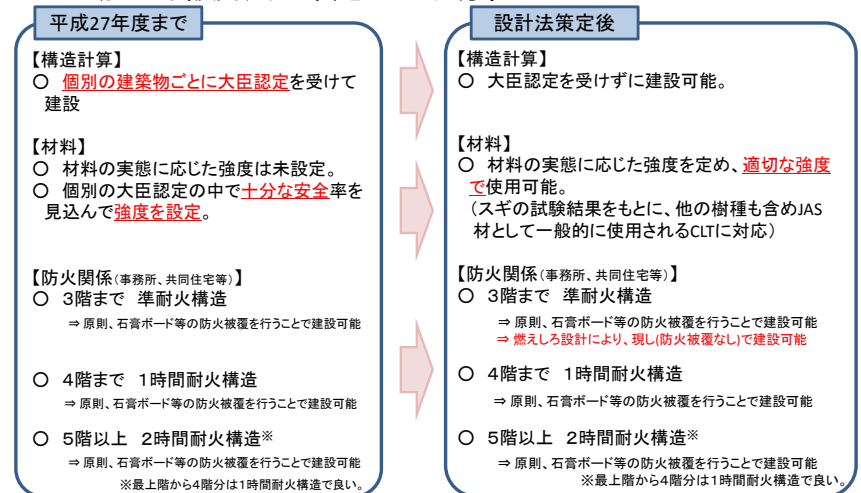 平成27年度まで
【構造計算】
○ 個別の建築物ごとに大臣認定を受けて
建設
【材料】
○ 材料の実態に応じた強度は未設定。
○ 個別の大臣認定の中で十分な安全率を
見込んで強度を設定。
【防火関係(事務所、共同住宅等)】
○ 3階まで 準耐火構造
⇒ 原則、石膏ボード等の防火被覆を行うことで建設可能
○ 4階まで 1時間耐火構造
⇒ 原則、石膏ボード等の防火被覆を行うことで建設可能
○ 5階以上 2時間耐火構造※
⇒ 原則、石膏ボード等の防火被覆を行うことで建設可能
※最上階から4階分は1時間耐火構造で良い。
設計法策定後
【構造計算】
○ 大臣認定を受けずに建設可能。
【材料】
○ 材料の実態に応じた強度を定め、適切な強度
で使用可能。
(スギの試験結果をもとに、他の樹種も含めJAS
材として一般的に使用されるCLTに対応)
【防火関係(事務所、共同住宅等)】
○ 3階まで 準耐火構造
⇒ 原則、石膏ボード等の防火被覆を行うことで建設可能
⇒ 燃えしろ設計により、現し(防火被覆なし)で建設可能
○ 4階まで 1時間耐火構造
⇒ 原則、石膏ボード等の防火被覆を行うことで建設可能
○ 5階以上 2時間耐火構造※
⇒ 原則、石膏ボード等の防火被覆を行うことで建設可能
※最上階から4階分は1時間耐火構造で良い。